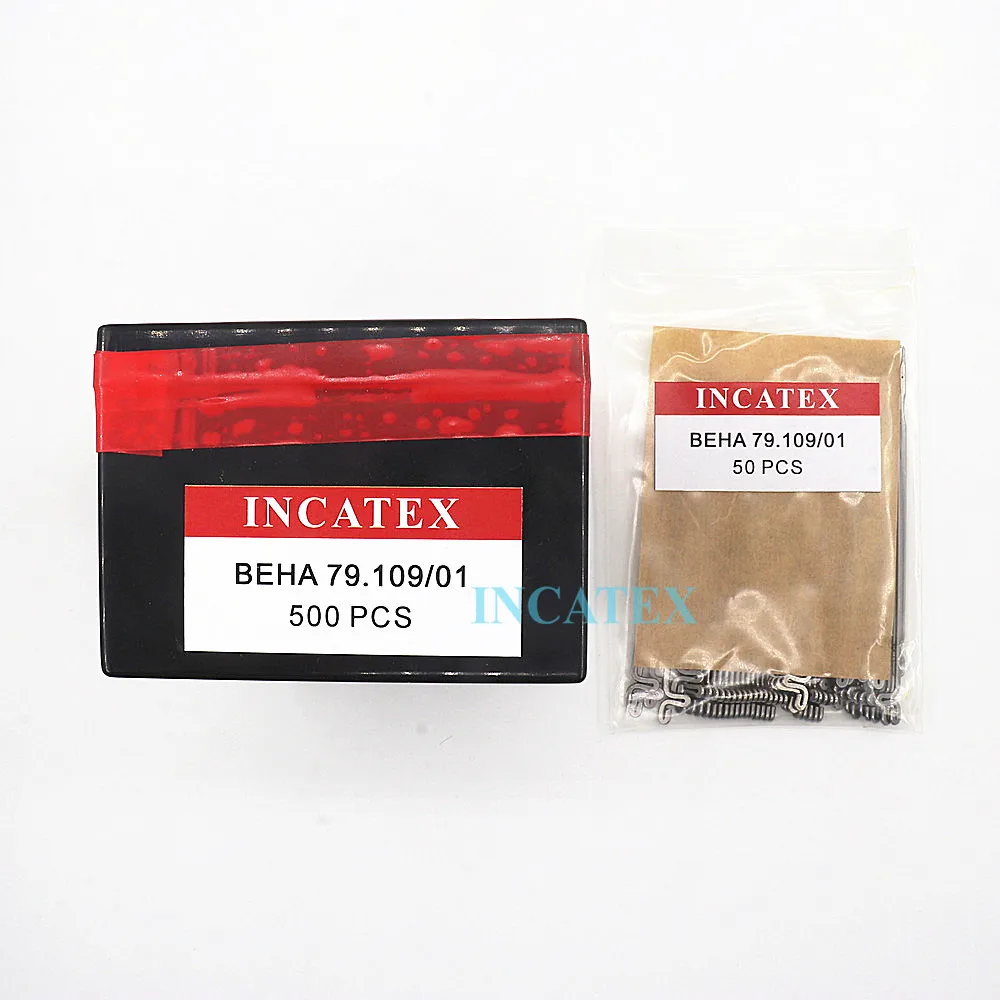 INCATEX
BEHA 79.109/01
500 PCS
INCATEX
INCATEX
BEHA 79.109/01
50 PCS